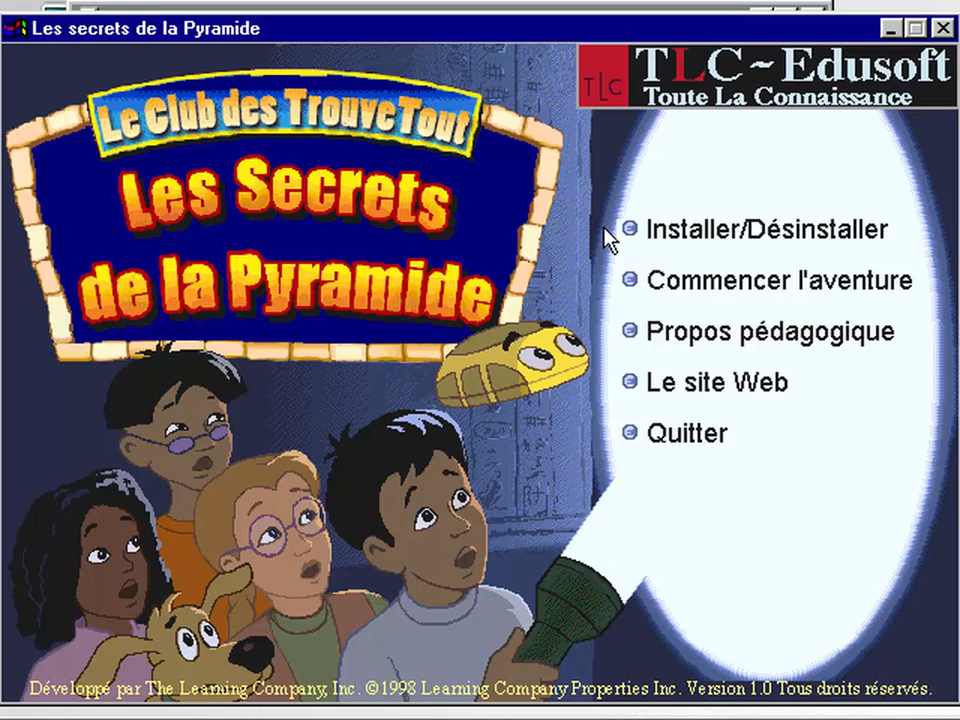 Les secrets de la Pyramide
TLC
TLC~Edusoft
Toute La Connaissance
Le Club des TrouveTout
Les Secrets
de la Pyramide
Installer/Désinstaller
Commencer l'aventure
Propos pédagogique
Le site Web
Quitter
Développé par The Learning Company, Inc. ©1998 Learning Company Properties Inc. Version 1.0 Tous droits réservés.